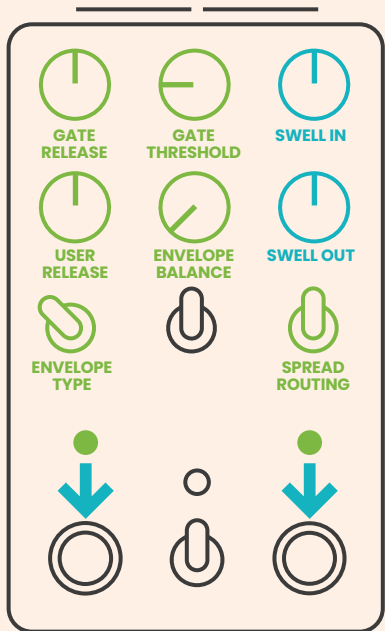 GATE
RELEASE
GATE
THRESHOLD
SWELL IN
USER
RELEASE
ENVELOPE
BALANCE
SWELL OUT
ENVELOPE
TYPE
SPREAD
ROUTING